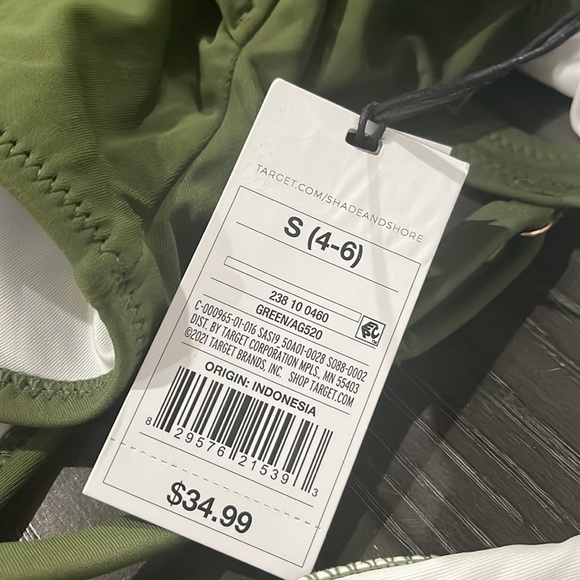 TARGET.COM/SHADEANDSHORE
S (4-6)
238 10 0460
GREEN/AG520
C-000965-01-016 SAS19 50A01-0028 S088-0002
DIST. BY TARGET CORPORATION MPLS., MN 55403
©2021 TARGET BRANDS, INC. SHOP TARGET.COM
ORIGIN: INDONESIA
8 29576 21539 3
$34.99